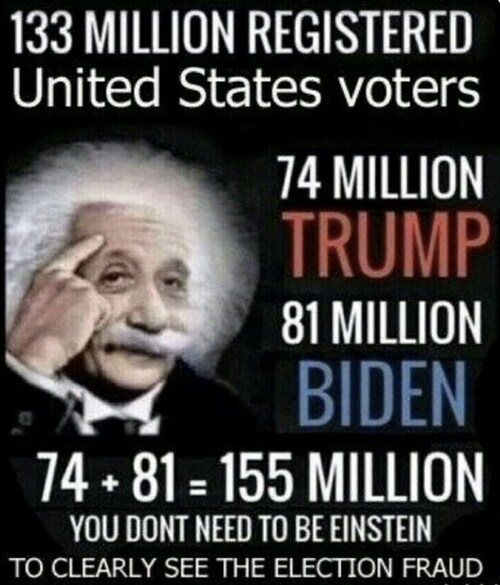 133 MILLION REGISTERED
United States voters
74 MILLION
TRUMP
81 MILLION
BIDEN
74 + 81 = 155 MILLION
YOU DONT NEED TO BE EINSTEIN
TO CLEARLY SEE THE ELECTION FRAUD